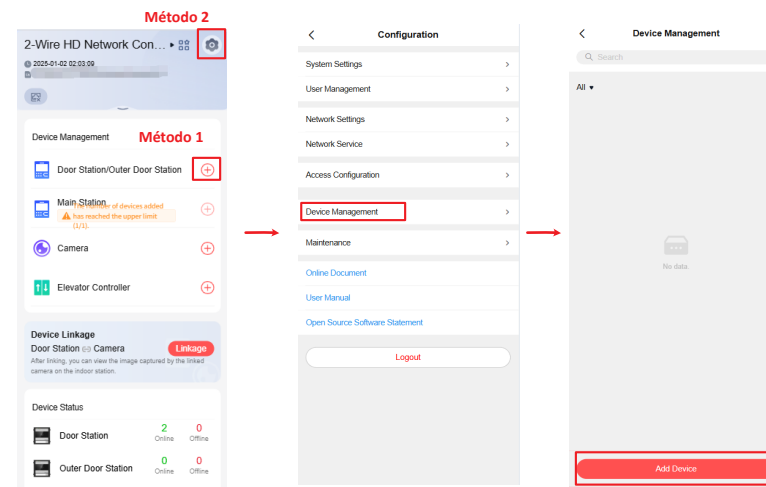 Método 2
2-Wire HD Network Con...
2025-01-02 02:03:09
Device Management
Método 1
Door Station/Outer Door Station
Main Station
The number of devices added
has reached the upper limit
(1/1).
Camera
Elevator Controller
Device Linkage
Door Station Camera
Linkage
After linking, you can view the image captured by the linked
camera on the indoor station.
Device Status
Door Station
2
Online
0
Offline
Outer Door Station
0
Online
0
Offline
Configuration
System Settings
User Management
Network Settings
Network Service
Access Configuration
Device Management
Maintenance
Online Document
User Manual
Open Source Software Statement
Logout
Device Management
Search
All
No data.
Add Device